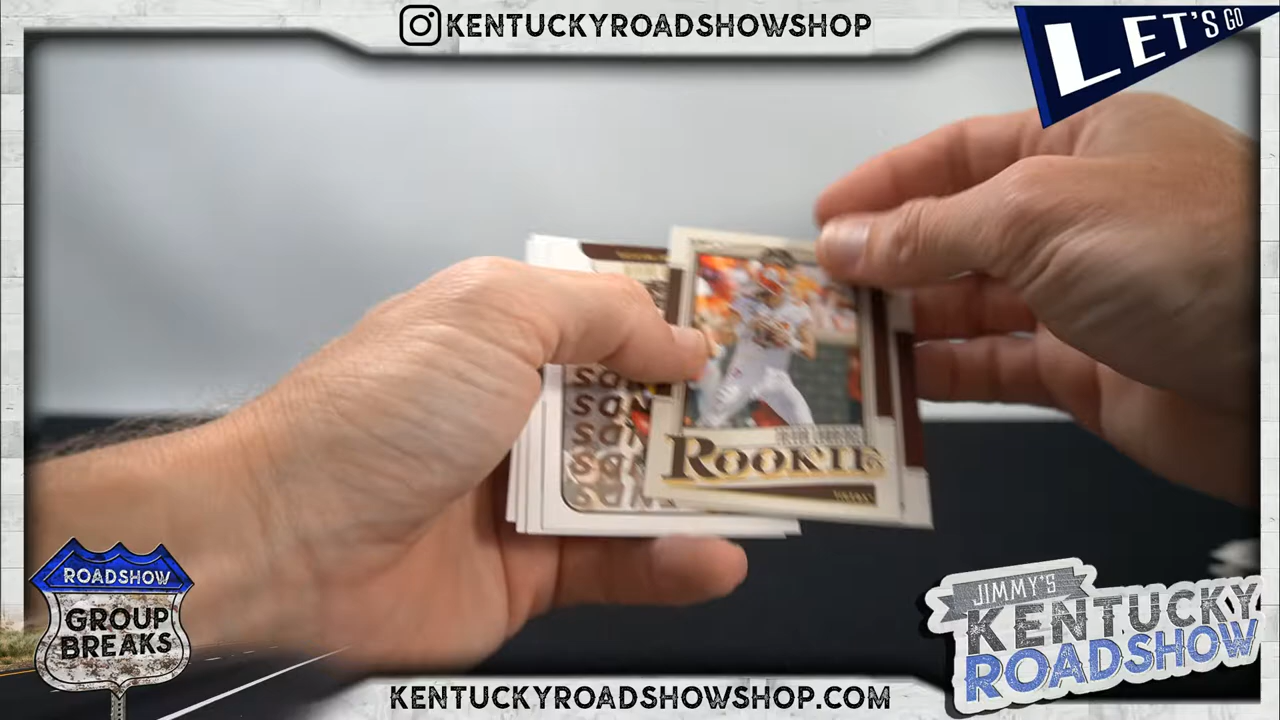 KENTUCKYROADSHOWSHOP
LET'S GO
ROOKIE
ROADSHOW
GROUP
BREAKS
JIMMY'S
KENTUCKY
ROADSHOW
KENTUCKYROADSHOWSHOP.COM